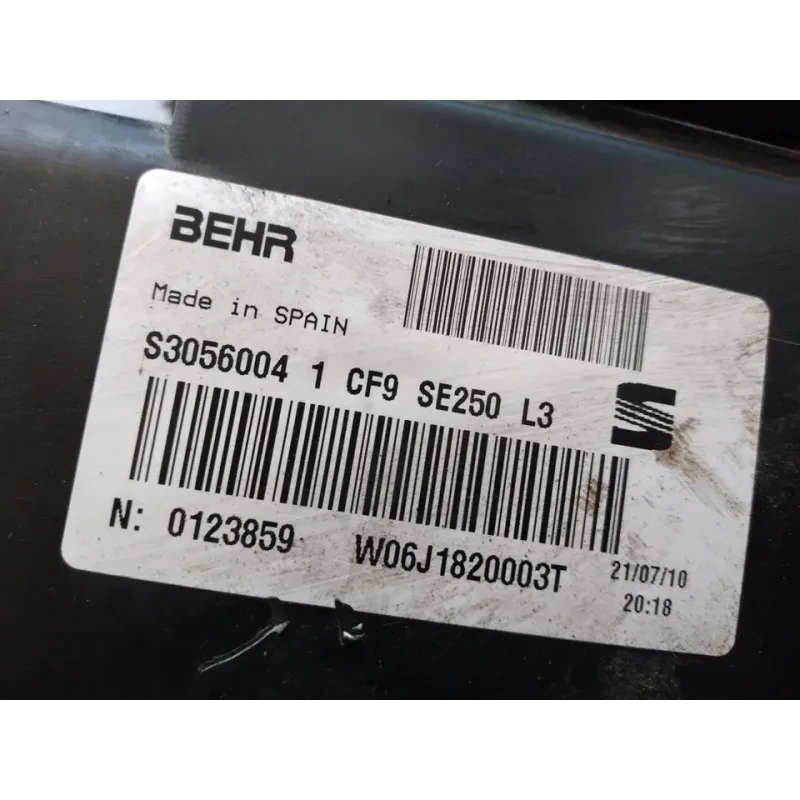 BEHR
Made in SPAIN
S3056004 1 CF9 SE250 L3
N: 0123859 W06J1820003T 21/07/10
20:18